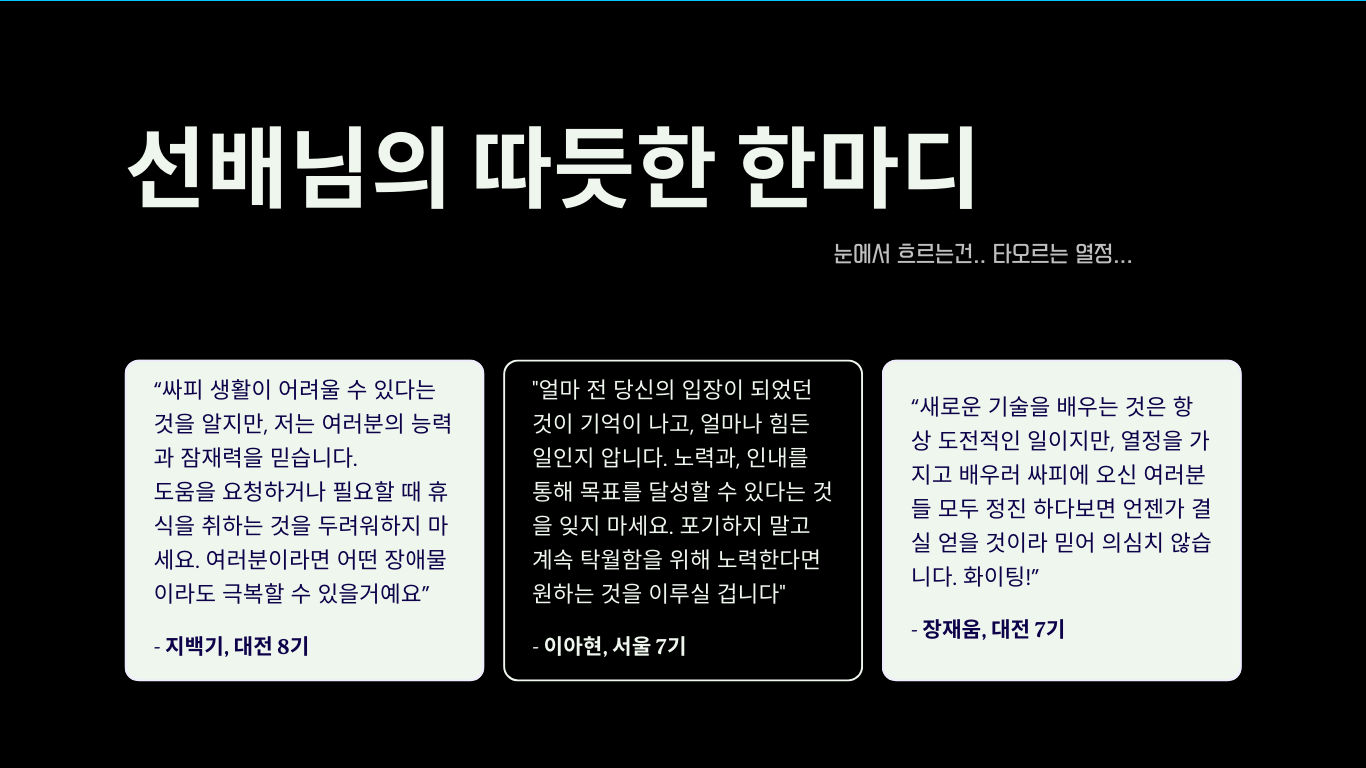 선배님의 따듯한 한마디
눈에서 흐르는건.. 타오르는 열정...
“싸피 생활이 어려울 수 있다는
것을 알지만, 저는 여러분의 능력
과 잠재력을 믿습니다.
도움을 요청하거나 필요할 때 휴
식을 취하는 것을 두려워하지 마
세요. 여러분이라면 어떤 장애물
이라도 극복할 수 있을거예요”
- 지백기, 대전 8기
"얼마 전 당신의 입장이 되었던
것이 기억이 나고, 얼마나 힘든
일인지 압니다. 노력과, 인내를
통해 목표를 달성할 수 있다는 것
을 잊지 마세요. 포기하지 말고
계속 탁월함을 위해 노력한다면
원하는 것을 이루실 겁니다"
- 이아현, 서울 7기
“새로운 기술을 배우는 것은 항
상 도전적인 일이지만, 열정을 가
지고 배우러 싸피에 오신 여러분
들 모두 정진 하다보면 언젠가 결
실 얻을 것이라 믿어 의심치 않습
니다. 화이팅!”
- 장재움, 대전 7기